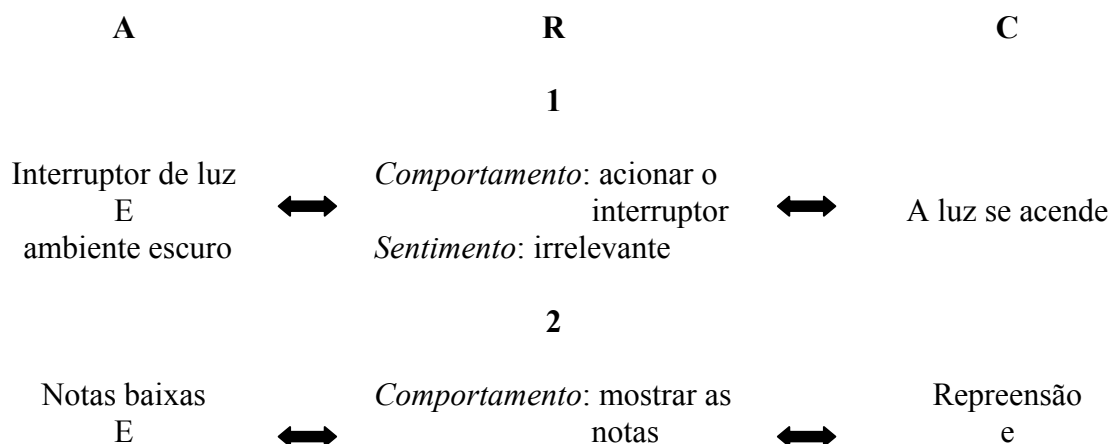 A R C
1
Interruptor de luz Comportamento: acionar o
E interruptor A luz se acende
ambiente escuro Sentimento: irrelevante
2
Notas baixas Comportamento: mostrar as Repreensão
E notas e